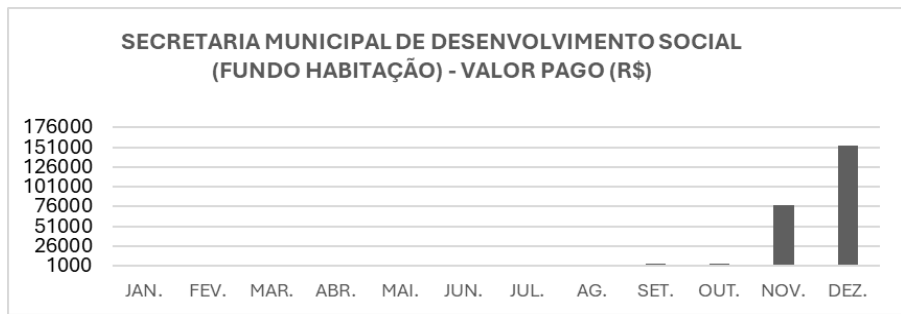 SECRETARIA MUNICIPAL DE DESENVOLVIMENTO SOCIAL
(FUNDO HABITAÇÃO) - VALOR PAGO (R$)
176000
151000
126000
101000
76000
51000
26000
1000
JAN. FEV. MAR. ABR. MAI. JUN. JUL. AG. SET. OUT. NOV. DEZ.